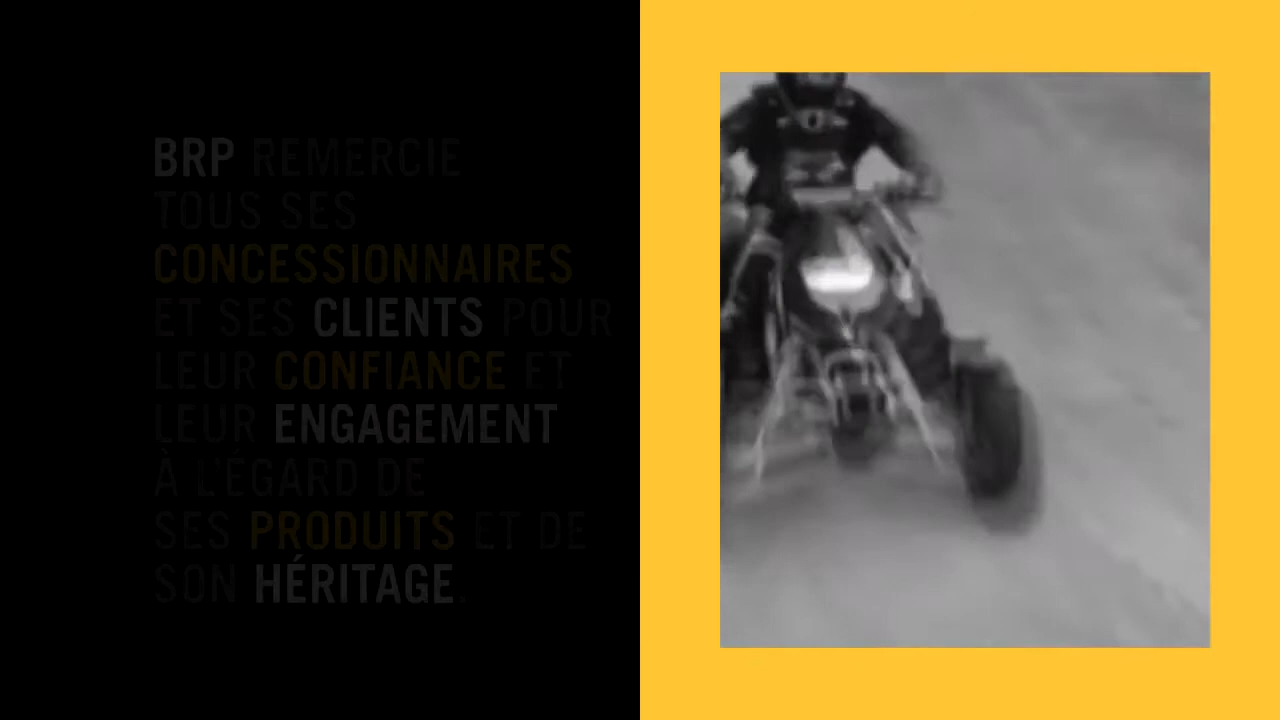 BRP REMERCIE
TOUS SES
CONCESSIONNAIRES
ET SES CLIENTS POUR
LEUR CONFIANCE ET
LEUR ENGAGEMENT
À L'ÉGARD DE
SES PRODUITS ET DE
SON HÉRITAGE.